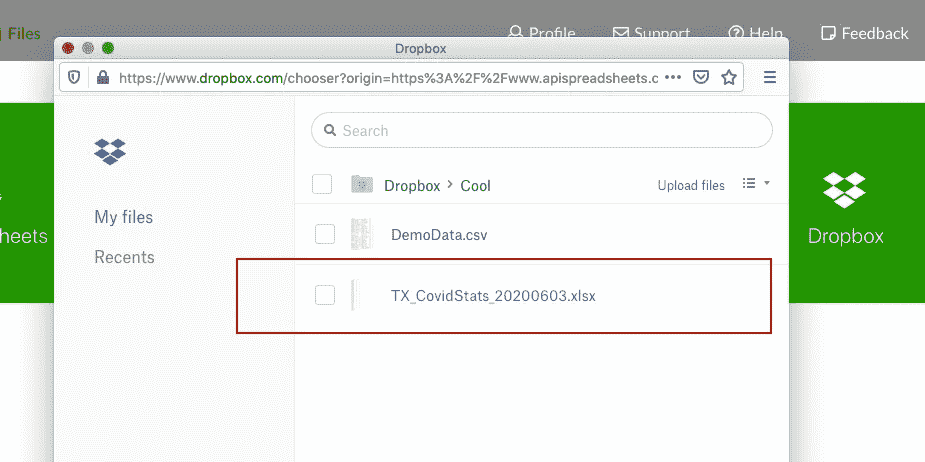 Files
Profile
Support
Help
Feedback
Dropbox
https://www.dropbox.com/chooser?origin=https%3A%2F%2Fwww.apispreadsheets.c
Search
Dropbox > Cool
Upload files
My files
DemoData.csv
Recents
TX_CovidStats_20200603.xlsx
heets
Dropbox